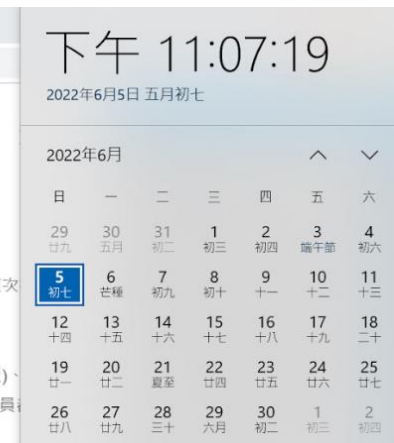 下午 11:07:19
2022年6月5日 五月初七
2022年6月
日 一 二 三 四 五 六
29 30 31 1 2 3 4
廿九 五月 初二 初三 初四 端午節 初六
5 6 7 8 9 10 11
次 初七 芒種 初九 初十 十一 十二 十三
12 13 14 15 16 17 18
十四 十五 十六 十七 十八 十九 二十
19 20 21 22 23 24 25
、 廿一 廿二 夏至 廿四 廿五 廿六 廿七
26 27 28 29 30 1 2
員 廿八 廿九 三十 六月 初二 初三 初四